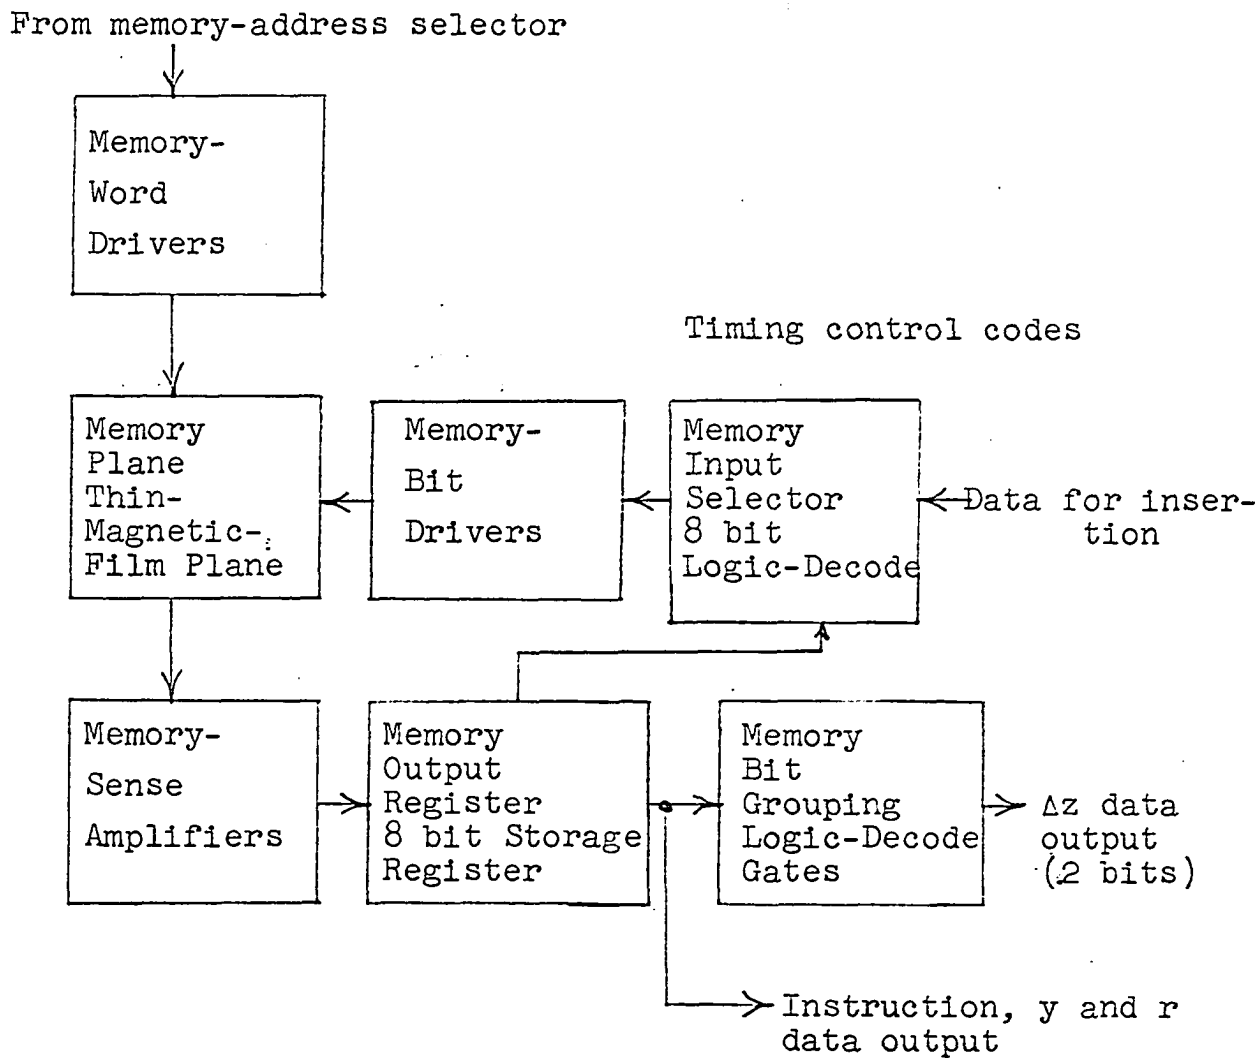 From memory-address selector
Memory-
Word
Drivers
Timing control codes
Memory
Plane
Thin-
Magnetic-
Film Plane
Memory-
Bit
Drivers
Memory
Input
Selector
8 bit
Logic-Decode
Data for inser-
tion
Memory-
Sense
Amplifiers
Memory
Output
Register
8 bit Storage
Register
Memory
Bit
Grouping
Logic-Decode
Gates
Δz data
output
(2 bits)
Instruction, y and r
data output